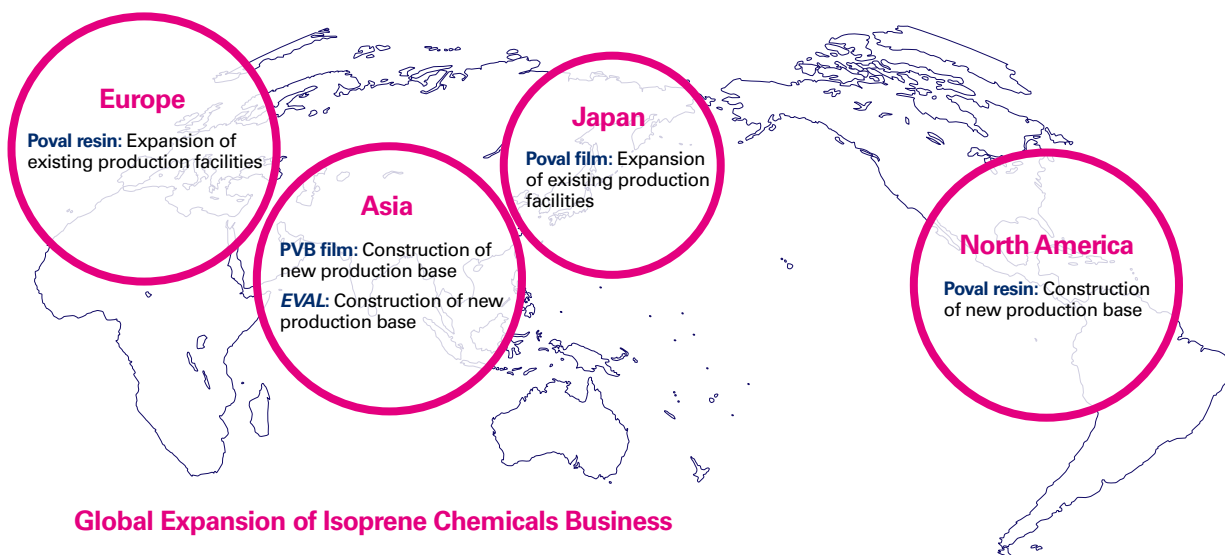 Europe
Poval resin: Expansion of
existing production facilities
Asia
PVB film: Construction of
new production base
EVAL: Construction of new
production base
Japan
Poval film: Expansion
of existing production
facilities
North America
Poval resin: Construction
of new production base
Global Expansion of Isoprene Chemicals Business